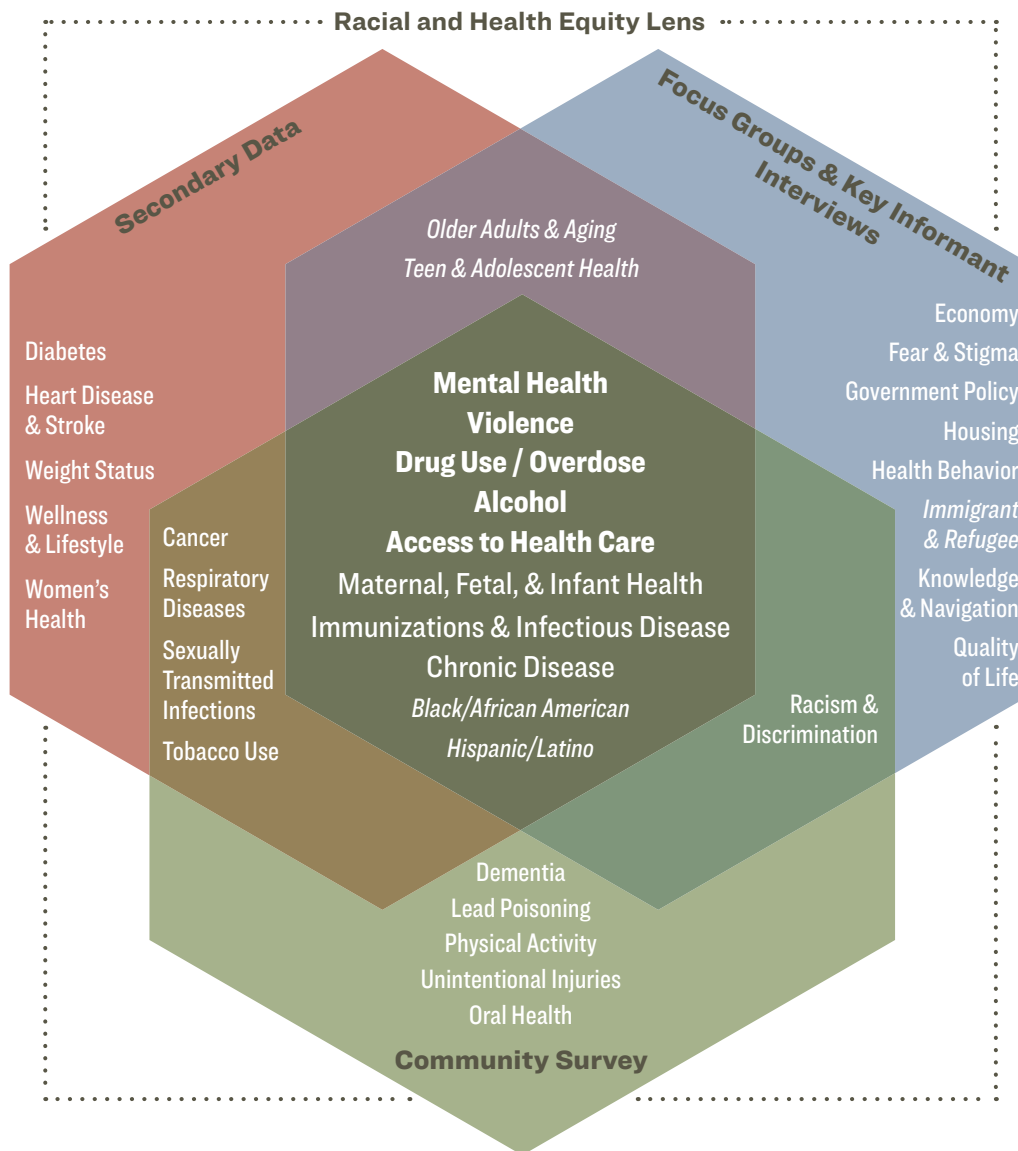 Racial and Health Equity Lens
Secondary Data
Focus Groups & Key Informant
Interviews
Older Adults & Aging
Teen & Adolescent Health
Diabetes
Heart Disease
& Stroke
Weight Status
Wellness
& Lifestyle
Women’s
Health
Cancer
Respiratory
Diseases
Sexually
Transmitted
Infections
Tobacco Use
Mental Health
Violence
Drug Use / Overdose
Alcohol
Access to Health Care
Maternal, Fetal, & Infant Health
Immunizations & Infectious Disease
Chronic Disease
Black/African American
Hispanic/Latino
Economy
Fear & Stigma
Government Policy
Housing
Health Behavior
Immigrant
& Refugee
Knowledge
& Navigation
Quality
of Life
Racism &
Discrimination
Dementia
Lead Poisoning
Physical Activity
Unintentional Injuries
Oral Health
Community Survey